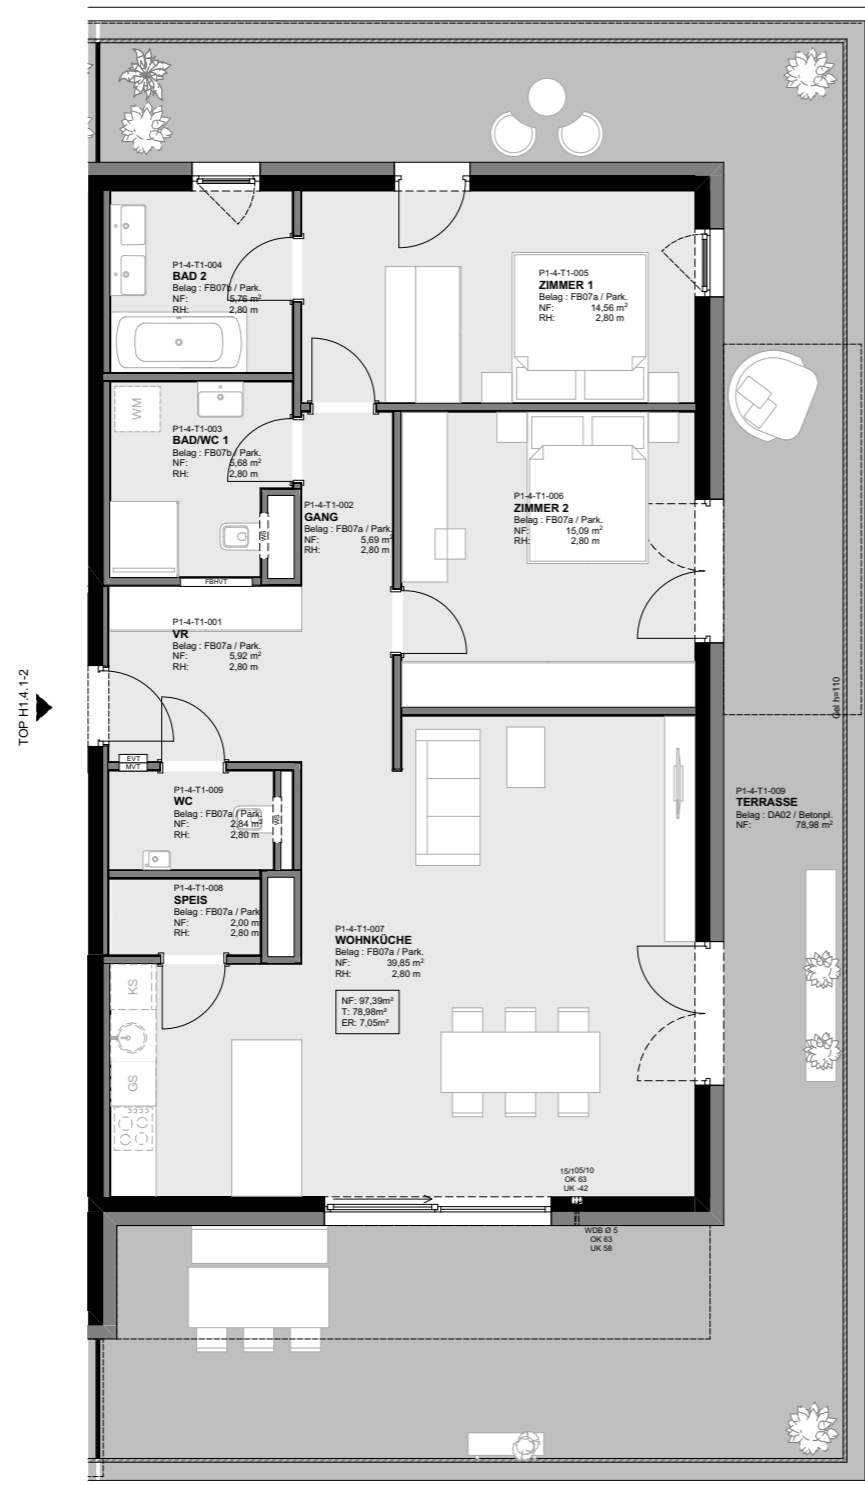 P1-4-T1-004
BAD 2
Belag : FB07b / Park.
NF: 5,76 m²
RH: 2,80 m
P1-4-T1-005
ZIMMER 1
Belag : FB07a / Park.
NF: 14,56 m²
RH: 2,80 m
WM
P1-4-T1-003
BAD/WC 1
Belag : FB07b / Park.
NF: 5,68 m²
RH: 2,80 m
WB
FBHVT
P1-4-T1-002
GANG
Belag : FB07a / Park.
NF: 5,69 m²
RH: 2,80 m
P1-4-T1-006
ZIMMER 2
Belag : FB07a / Park.
NF: 15,09 m²
RH: 2,80 m
P1-4-T1-001
VR
Belag : FB07a / Park.
NF: 5,92 m²
RH: 2,80 m
TOP H1.4.1-2
Gel h=110
EVT
MVT
P1-4-T1-009
WC
Belag : FB07a / Park.
NF: 2,84 m²
RH: 2,80 m
WB
P1-4-T1-009
TERRASSE
Belag : DA02 / Betonpl.
NF: 78,98 m²
P1-4-T1-008
SPEIS
Belag : FB07a / Park
NF: 2,00 m²
RH: 2,80 m
P1-4-T1-007
WOHNKÜCHE
Belag : FB07a / Park.
NF: 39,85 m²
RH: 2,80 m
NF: 97,39m²
T: 78,98m²
ER: 7,05m²
KS
GS
OK 63
UK -42
WDB Ø 5
OK 63
UK 58